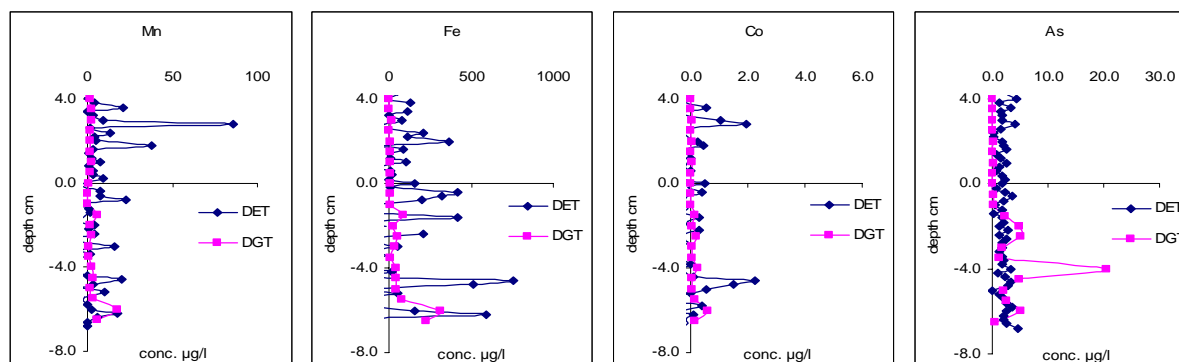 Mn
0 50 100
4.0
0.0
-4.0
-8.0
depth cm
DET
DGT
conc. µg/l
Fe
0 500 1000
4.0
0.0
-4.0
-8.0
depth cm
DET
DGT
conc. µg/l
Co
0.0 2.0 4.0 6.0
4.0
0.0
-4.0
-8.0
depth cm
DET
DGT
conc. µg/l
As
0.0 10.0 20.0 30.0
4.0
0.0
-4.0
-8.0
depth cm
DET
DGT
conc. µg/l